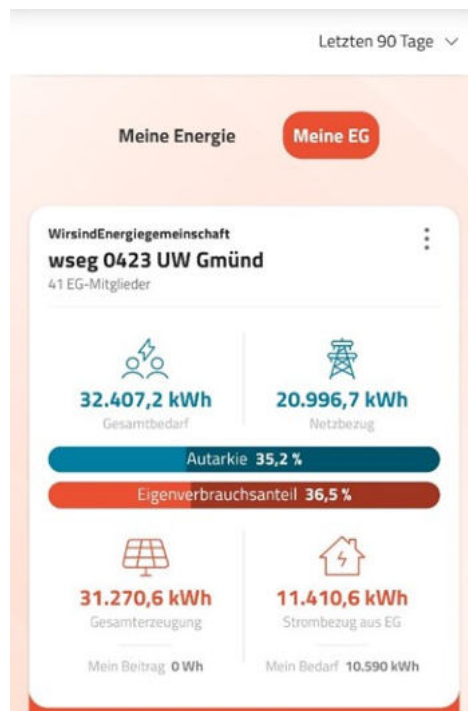 Letzten 90 Tage
Meine Energie Meine EG
WirsindEnergiegemeinschaft
wseg 0423 UW Gmünd
41 EG-Mitglieder
32.407,2 kWh 20.996,7 kWh
Gesamtbedarf Netzbezug
Autarkie 35,2 %
Eigenverbrauchsanteil 36,5 %
31.270,6 kWh 11.410,6 kWh
Gesamterzeugung Strombezug aus EG
Mein Beitrag 0 Wh Mein Bedarf 10.590 kWh